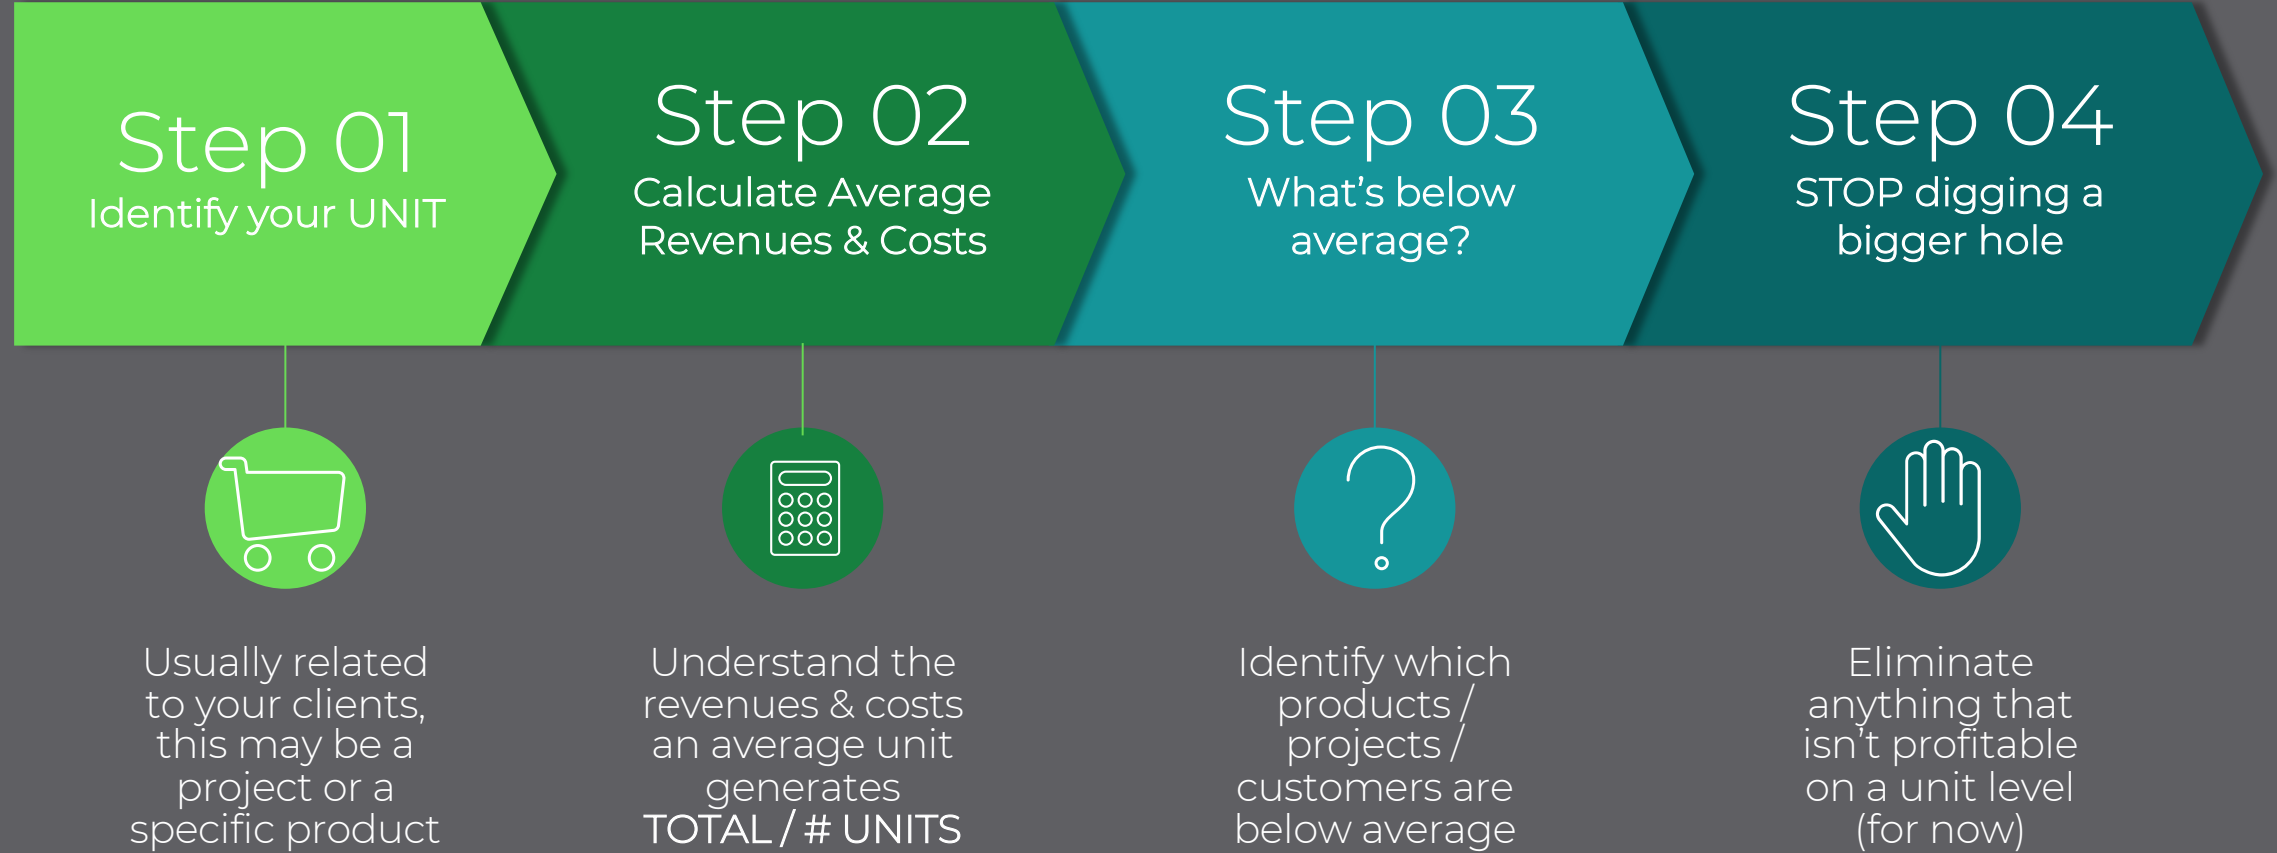 Step 01
Identify your UNIT
Step 02
Calculate Average
Revenues & Costs
Step 03
What's below
average?
Step 04
STOP digging a
bigger hole
Usually related
to your clients,
this may be a
project or a
specific product
Understand the
revenues & costs
an average unit
generates
TOTAL / # UNITS
Identify which
products /
projects /
customers are
below average
Eliminate
anything that
isn't profitable
on a unit level
(for now)